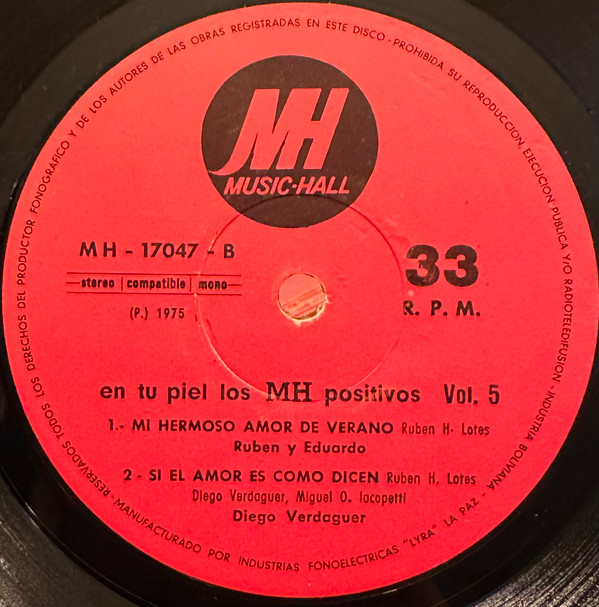 RESERVADOS TODOS LOS DERECHOS DEL PRODUCTOR FONOGRAFICO Y DE LOS AUTORES DE LAS OBRAS REGISTRADAS EN ESTE DISCO - PROHIBIDA SU REPRODUCCION, EJECUCION PUBLICA Y/O RADIOTELEDIFUSION - INDUSTRIA BOLIVIANA
MH
MUSIC-HALL
MH - 17047 - B
33
stereo | compatible | mono
R. P. M.
(P.) 1975
en tu piel los MH positivos Vol. 5
1.- MI HERMOSO AMOR DE VERANO Ruben H. Lotes
Ruben y Eduardo
2 - SI EL AMOR ES COMO DICEN Ruben H. Lotes
Diego Verdaguer, Miguel O. Iacopetti
Diego Verdaguer
- MANUFACTURADO POR INDUSTRIAS FONOELECTRICAS "LYRA" LA PAZ -